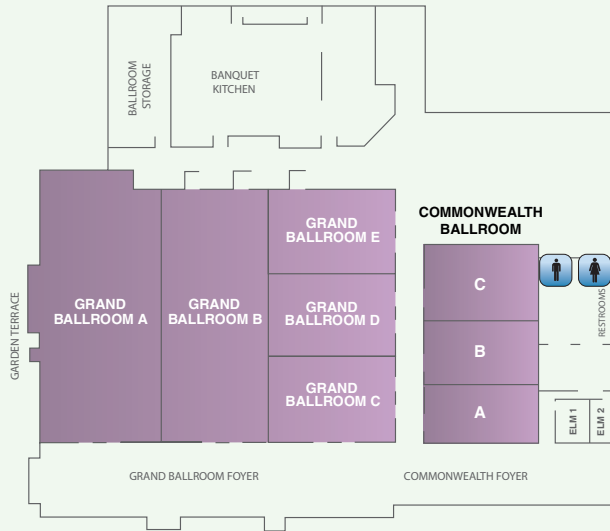 BALLROOM
STORAGE
BANQUET
KITCHEN
GARDEN TERRACE
GRAND
BALLROOM A
GRAND
BALLROOM B
GRAND
BALLROOM E
GRAND
BALLROOM D
GRAND
BALLROOM C
COMMONWEALTH
BALLROOM
C
B
A
RESTROOMS
ELM 1
ELM 2
GRAND BALLROOM FOYER
COMMONWEALTH FOYER